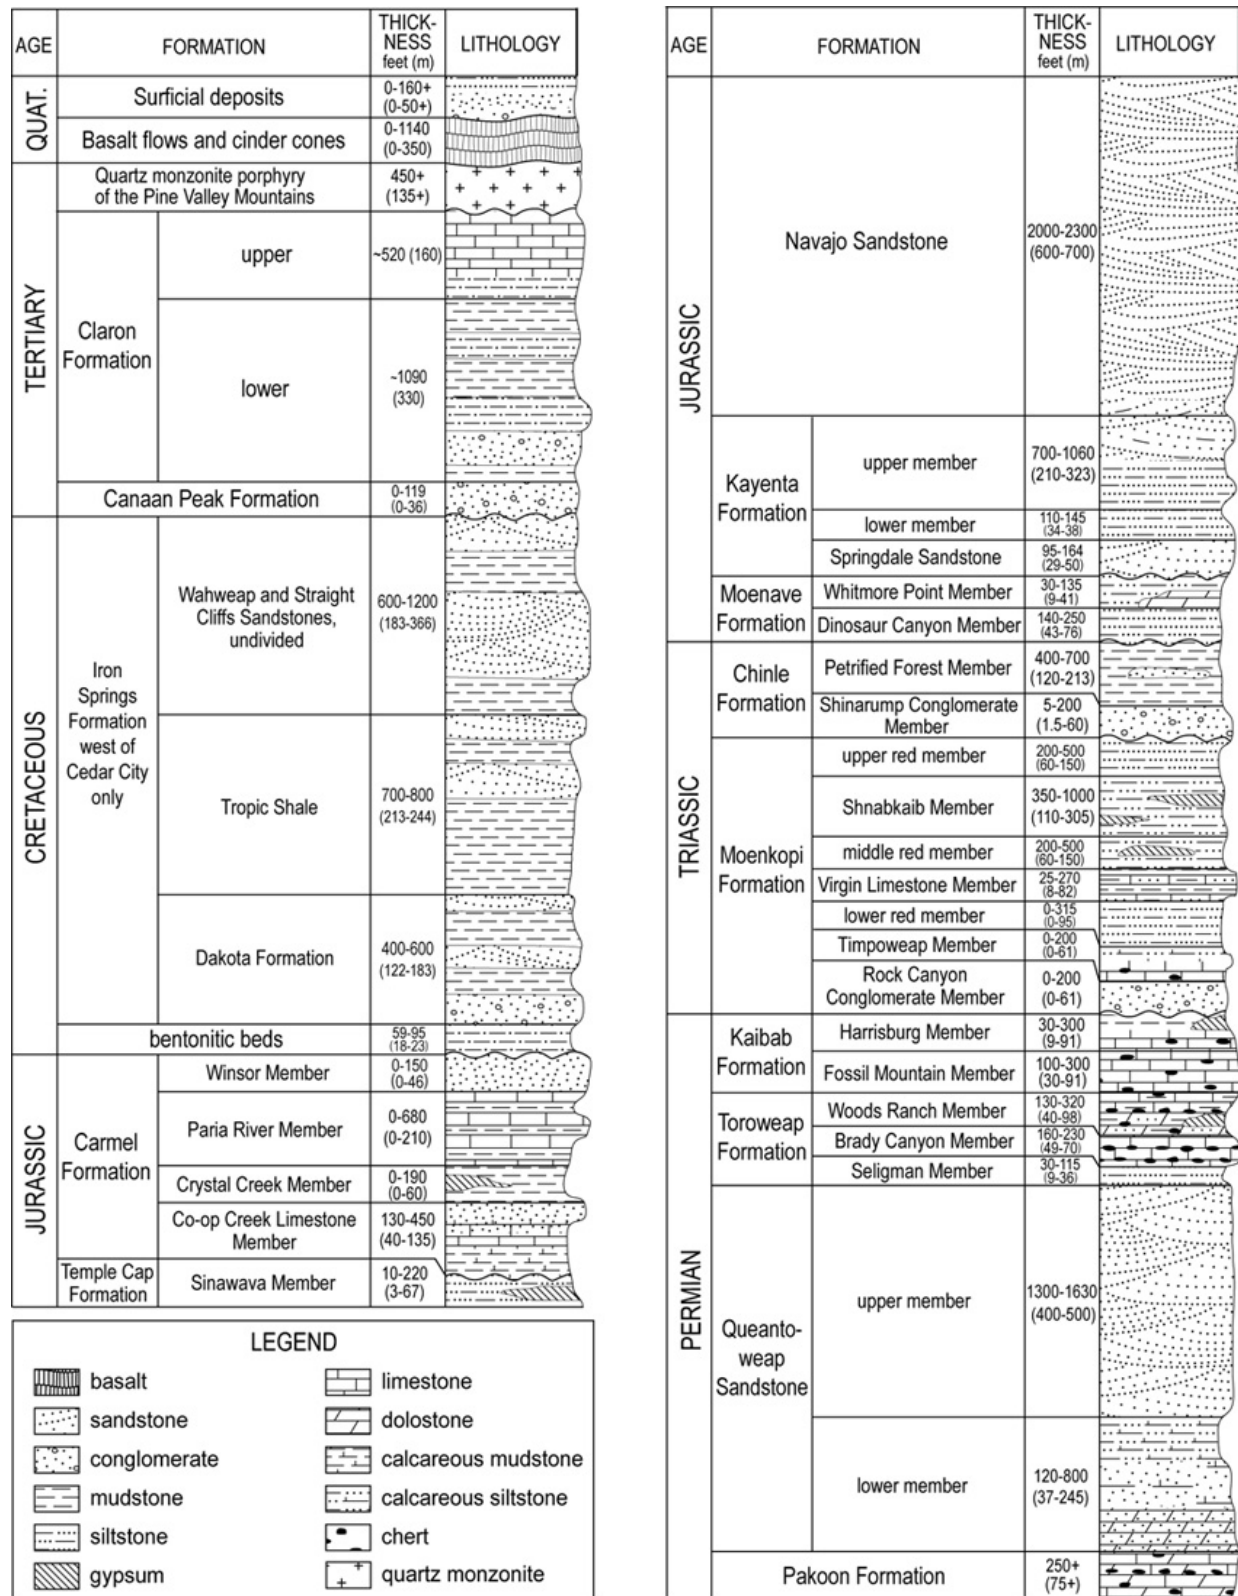 AGE
FORMATION
THICK-
NESS
feet (m)
LITHOLOGY
QUAT.
Surficial deposits
0-160+
(0-50+)
Basalt flows and cinder cones
0-1140
(0-350)
TERTIARY
Quartz monzonite porphyry
of the Pine Valley Mountains
450+
(135+)
Claron
Formation
upper
~520 (160)
lower
~1090
(330)
Canaan Peak Formation
0-119
(0-36)
CRETACEOUS
Iron
Springs
Formation
west of
Cedar City
only
Wahweap and Straight
Cliffs Sandstones,
undivided
600-1200
(183-366)
Tropic Shale
700-800
(213-244)
Dakota Formation
400-600
(122-183)
bentonitic beds
59-95
(18-23)
JURASSIC
Carmel
Formation
Winsor Member
0-150
(0-46)
Paria River Member
0-680
(0-210)
Crystal Creek Member
0-190
(0-60)
Co-op Creek Limestone
Member
130-450
(40-135)
Temple Cap
Formation
Sinawava Member
10-220
(3-67)
LEGEND
basalt
sandstone
conglomerate
mudstone
siltstone
gypsum
limestone
dolostone
calcareous mudstone
calcareous siltstone
chert
quartz monzonite
AGE
FORMATION
THICK-
NESS
feet (m)
LITHOLOGY
JURASSIC
Navajo Sandstone
2000-2300
(600-700)
Kayenta
Formation
upper member
700-1060
(210-323)
lower member
110-145
(34-38)
Springdale Sandstone
95-164
(29-50)
Moenave
Formation
Whitmore Point Member
30-135
(9-41)
Dinosaur Canyon Member
140-250
(43-76)
TRIASSIC
Chinle
Formation
Petrified Forest Member
400-700
(120-213)
Shinarump Conglomerate
Member
5-200
(1.5-60)
Moenkopi
Formation
upper red member
200-500
(60-150)
Shnabkaib Member
350-1000
(110-305)
middle red member
200-500
(60-150)
Virgin Limestone Member
25-270
(8-82)
lower red member
0-315
(0-95)
Timpoweap Member
0-200
(0-61)
Rock Canyon
Conglomerate Member
0-200
(0-61)
PERMIAN
Kaibab
Formation
Harrisburg Member
30-300
(9-91)
Fossil Mountain Member
100-300
(30-91)
Toroweap
Formation
Woods Ranch Member
130-320
(40-98)
Brady Canyon Member
160-230
(49-70)
Seligman Member
30-115
(9-36)
Queanto-
weap
Sandstone
upper member
1300-1630
(400-500)
lower member
120-800
(37-245)
Pakoon Formation
250+
(75+)